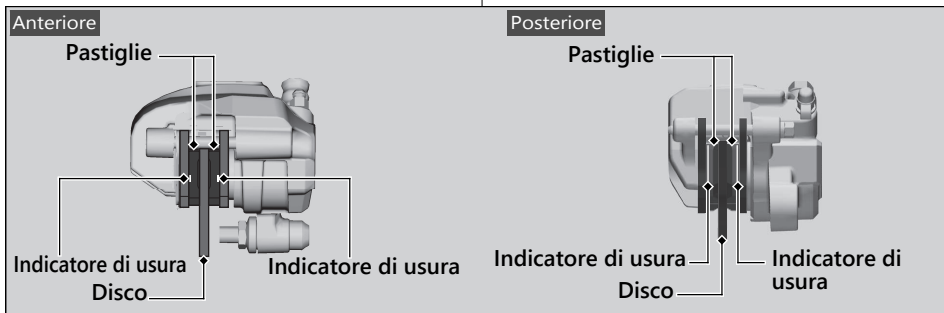 Anteriore
Pastiglie
Indicatore di usura
Indicatore di usura
Disco
Posteriore
Pastiglie
Indicatore di usura
Indicatore di
usura
Disco